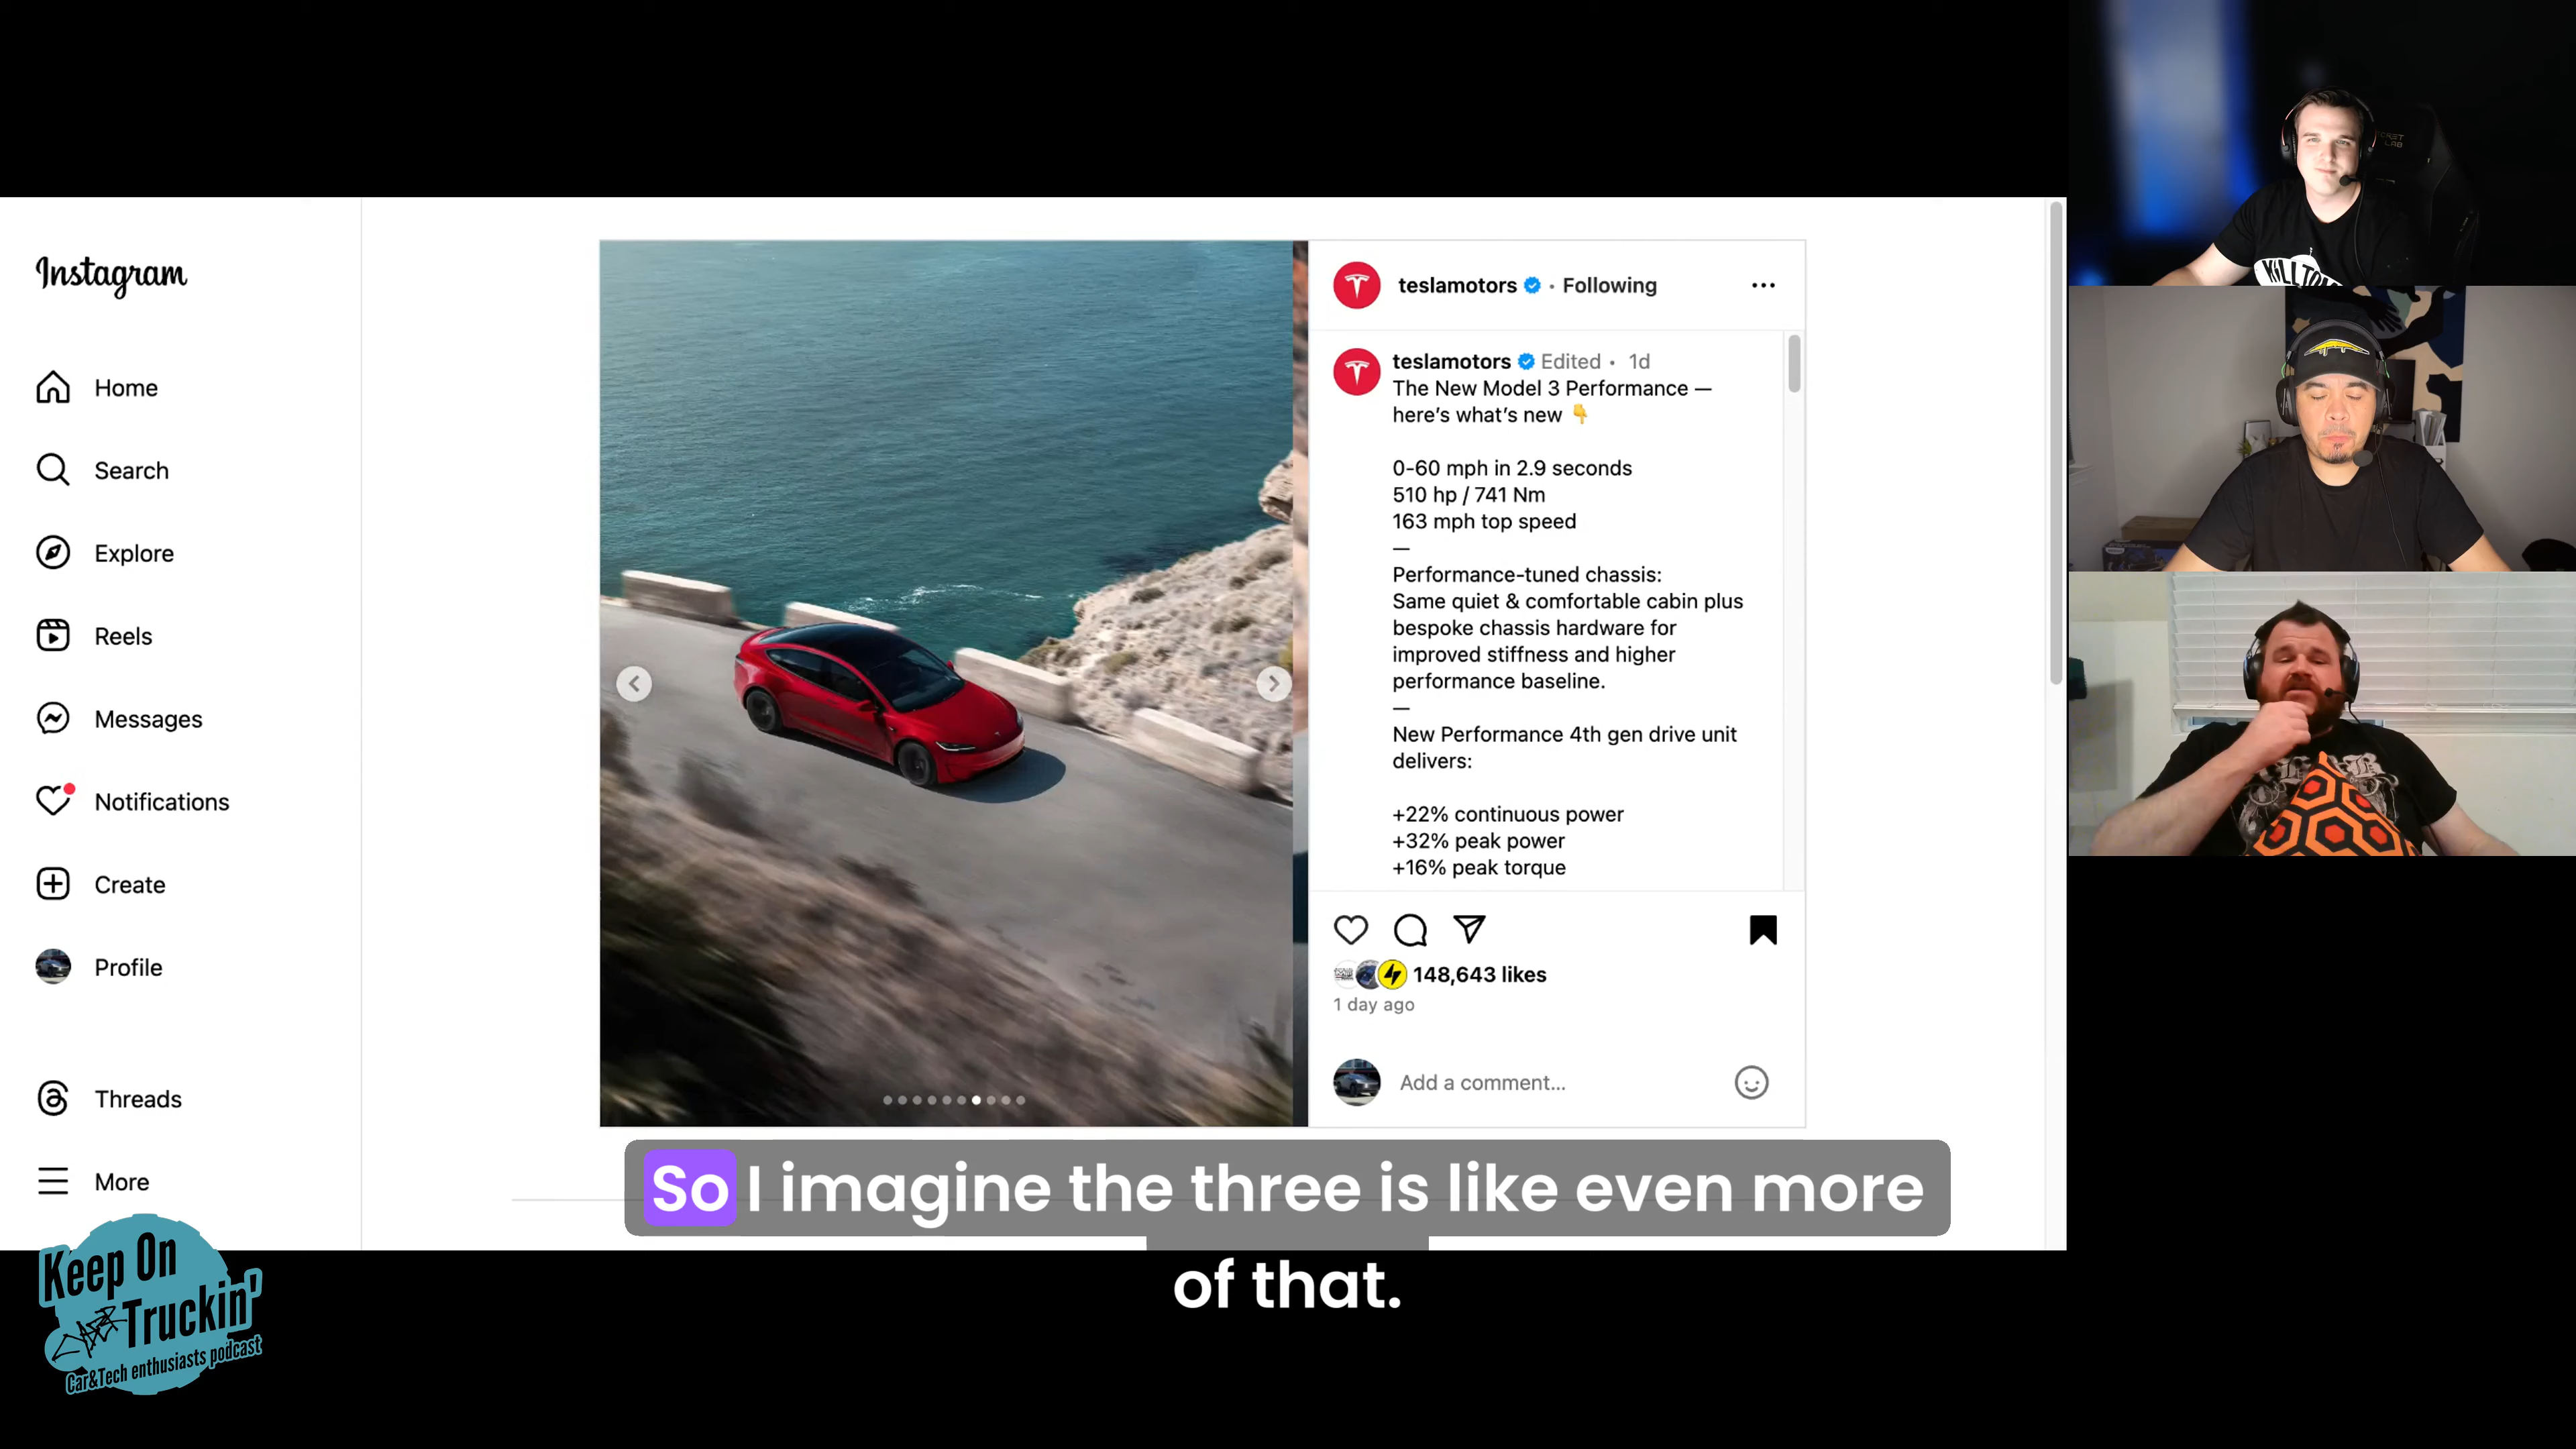 Instagram
Home
Search
Explore
Reels
Messages
Notifications
Create
Profile
Threads
More
teslamotors • Following
teslamotors Edited • 1d
The New Model 3 Performance —
here’s what’s new 👇
0-60 mph in 2.9 seconds
510 hp / 741 Nm
163 mph top speed
—
Performance-tuned chassis:
Same quiet & comfortable cabin plus
bespoke chassis hardware for
improved stiffness and higher
performance baseline.
—
New Performance 4th gen drive unit
delivers:
+22% continuous power
+32% peak power
+16% peak torque
148,643 likes
1 day ago
Add a comment...
So I imagine the three is like even more
of that.
Keep On
Truckin'
Car&Tech enthusiasts podcast